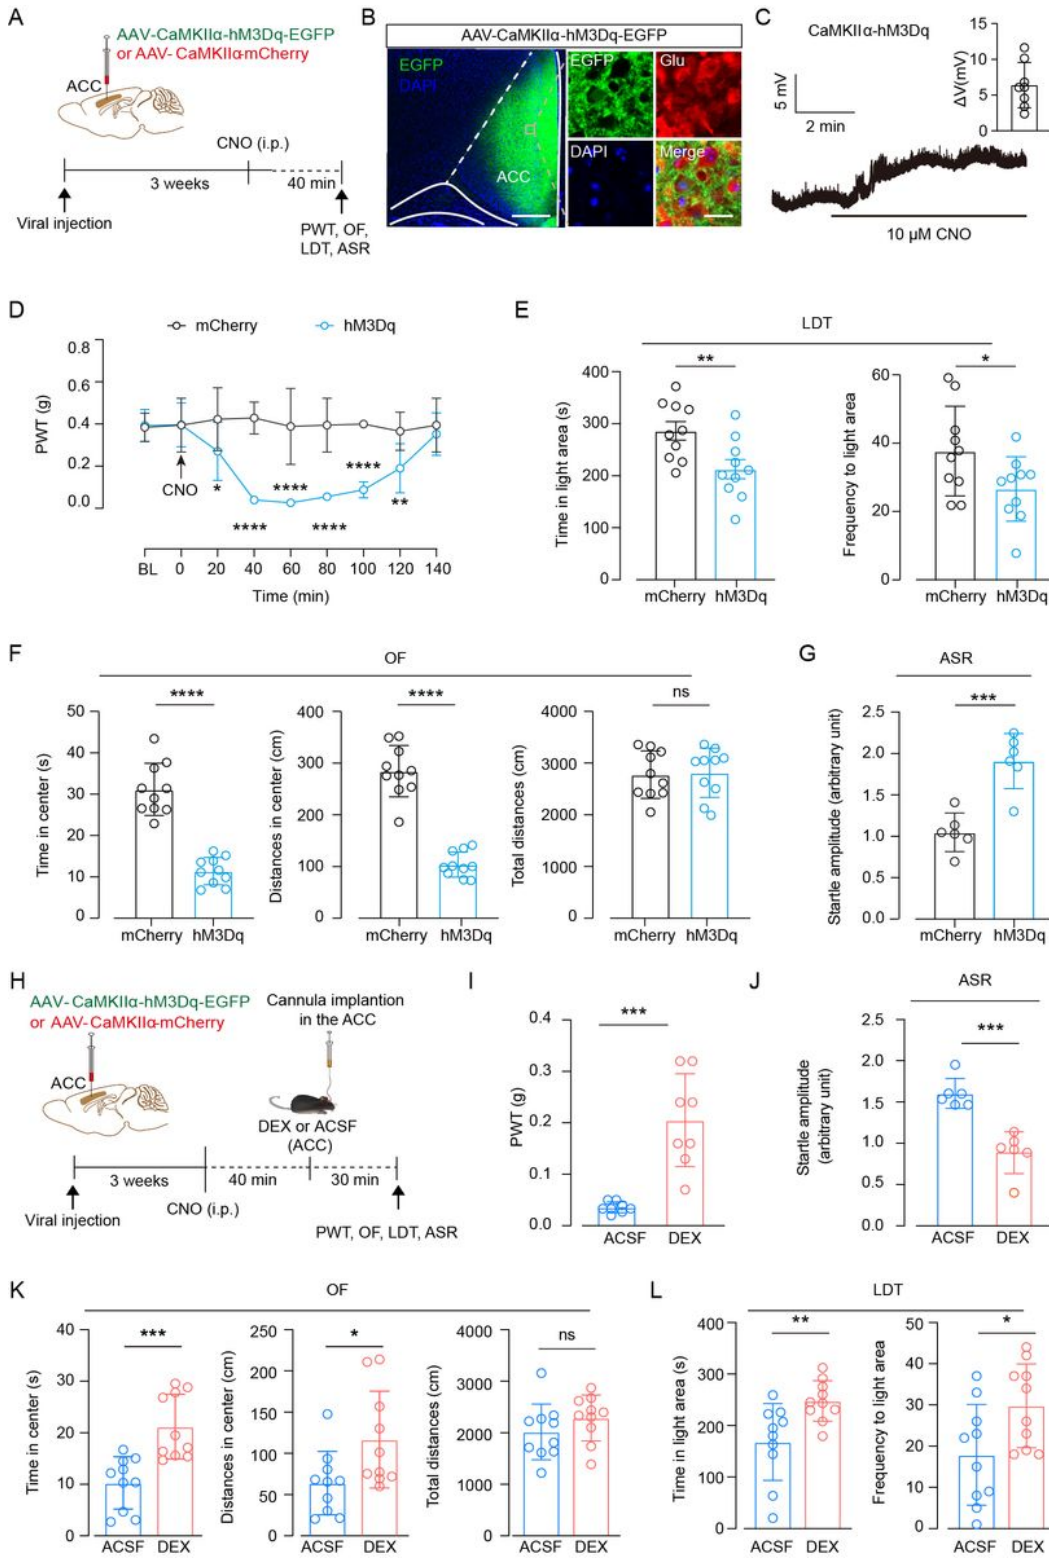 A
AAV-CaMKIIα-hM3Dq-EGFP
or AAV- CaMKIIα-mCherry
ACC
CNO (i.p.)
3 weeks
40 min
Viral injection
PWT, OF,
LDT, ASR
B
AAV-CaMKIIα-hM3Dq-EGFP
EGFP
DAPI
ACC
EGFP
Glu
DAPI
Merge
C
CaMKIIα-hM3Dq
5 mV
2 min
ΔV(mV)
15
10
5
0
10 μM CNO
D
mCherry
hM3Dq
PWT (g)
0.8
0.4
0.2
0.0
CNO
*
****
****
****
****
**
BL 0 20 40 60 80 100 120 140
Time (min)
E
LDT
Time in light area (s)
400
300
200
100
0
**
mCherry hM3Dq
Frequency to light area
60
40
20
0
*
mCherry hM3Dq
F
OF
Time in center (s)
50
40
30
20
10
0
****
mCherry hM3Dq
Distances in center (cm)
400
300
200
100
0
****
mCherry hM3Dq
Total distances (cm)
4000
3000
2000
1000
0
ns
mCherry hM3Dq
G
ASR
Startle amplitude (arbitrary unit)
2.5
2.0
1.5
1.0
0.5
0.0
***
mCherry hM3Dq
H
AAV- CaMKIIα-hM3Dq-EGFP
or AAV- CaMKIIα-mCherry
ACC
Cannula implantion
in the ACC
DEX or ACSF
(ACC)
3 weeks
40 min
30 min
CNO (i.p.)
Viral injection
PWT, OF, LDT, ASR
I
PWT (g)
0.4
0.3
0.2
0.1
0.0
***
ACSF DEX
J
ASR
Startle amplitude
(arbitrary unit)
2.5
2.0
1.5
1.0
0.5
0.0
***
ACSF DEX
K
OF
Time in center (s)
40
30
20
10
0
***
ACSF DEX
Distances in center (cm)
250
200
150
100
50
0
*
ACSF DEX
Total distances (cm)
4000
3000
2000
1000
0
ns
ACSF DEX
L
LDT
Time in light area (s)
400
300
200
100
0
**
ACSF DEX
Frequency to light area
50
40
30
20
10
0
*
ACSF DEX